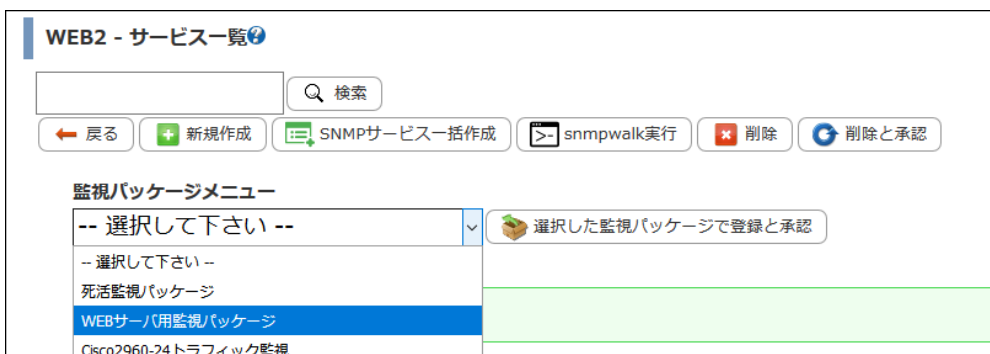 WEB2 - サービス一覧
検索
戻る 新規作成 SNMPサービス一括作成 snmpwalk実行 削除 削除と承認
監視パッケージメニュー
-- 選択して下さい -- 選択した監視パッケージで登録と承認
-- 選択して下さい --
死活監視パッケージ
WEBサーバ用監視パッケージ
Cisco2960-24トラフィック監視